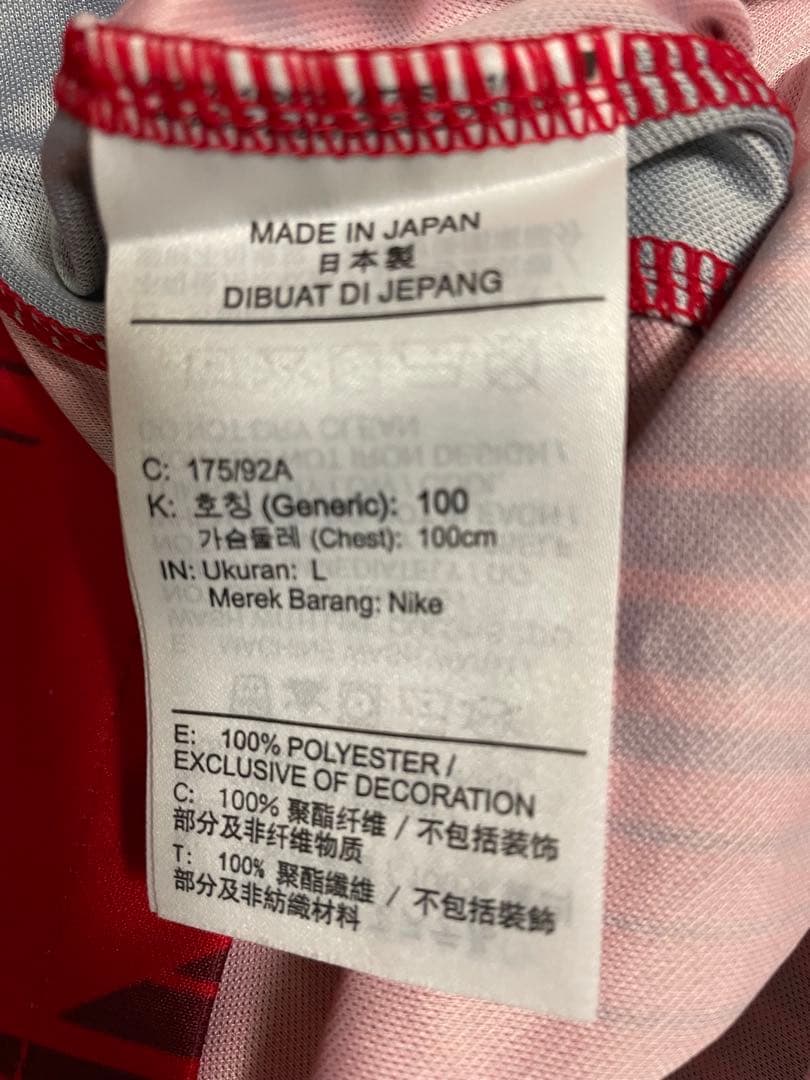 MADE IN JAPAN
日本製
DIBUAT DI JEPANG
C: 175/92A
K: 호칭 (Generic): 100
가슴둘레 (Chest): 100cm
IN: Ukuran: L
Merek Barang: Nike
E: 100% POLYESTER /
EXCLUSIVE OF DECORATION
C: 100% 聚酯纤维 / 不包括装饰
部分及非纤维物质
T: 100% 聚酯纖維 / 不包括裝飾
部分及非紡織材料